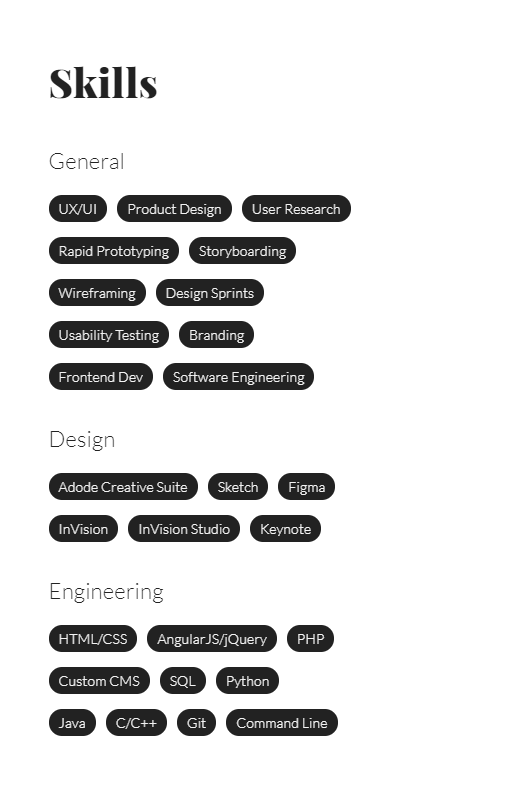 Skills
General
UX/UI Product Design User Research
Rapid Prototyping Storyboarding
Wireframing Design Sprints
Usability Testing Branding
Frontend Dev Software Engineering
Design
Adode Creative Suite Sketch Figma
InVision InVision Studio Keynote
Engineering
HTML/CSS AngularJS/jQuery PHP
Custom CMS SQL Python
Java C/C++ Git Command Line